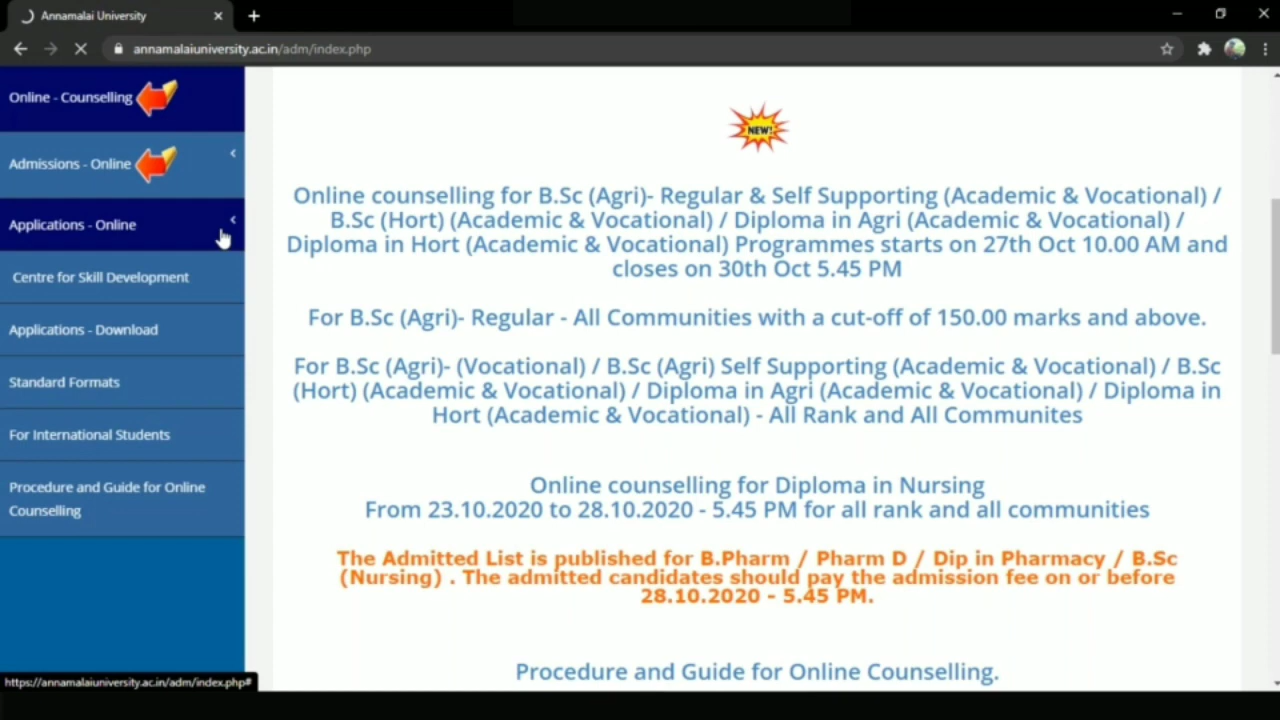 Annamalai University
annamalaiuniversity.ac.in/adm/index.php
Online - Counselling
Admissions - Online
Applications - Online
Centre for Skill Development
Applications - Download
Standard Formats
For International Students
Procedure and Guide for Online
Counselling
NEW!
Online counselling for B.Sc (Agri)- Regular & Self Supporting (Academic & Vocational) /
B.Sc (Hort) (Academic & Vocational) / Diploma in Agri (Academic & Vocational) /
Diploma in Hort (Academic & Vocational) Programmes starts on 27th Oct 10.00 AM and
closes on 30th Oct 5.45 PM
For B.Sc (Agri)- Regular - All Communities with a cut-off of 150.00 marks and above.
For B.Sc (Agri)- (Vocational) / B.Sc (Agri) Self Supporting (Academic & Vocational) / B.Sc
(Hort) (Academic & Vocational) / Diploma in Agri (Academic & Vocational) / Diploma in
Hort (Academic & Vocational) - All Rank and All Communites
Online counselling for Diploma in Nursing
From 23.10.2020 to 28.10.2020 - 5.45 PM for all rank and all communities
The Admitted List is published for B.Pharm / Pharm D / Dip in Pharmacy / B.Sc
(Nursing) . The admitted candidates should pay the admission fee on or before
28.10.2020 - 5.45 PM.
Procedure and Guide for Online Counselling.
https://annamalaiuniversity.ac.in/adm/index.php#